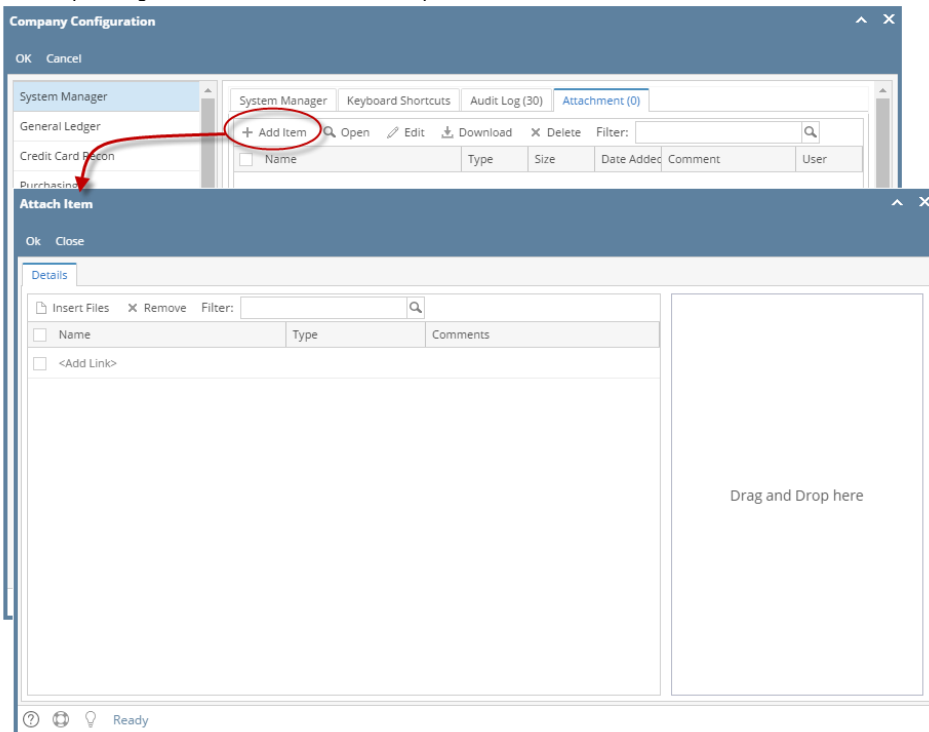 Company Configuration
OK Cancel
System Manager
General Ledger
Credit Card Recon
Purchasing
System Manager Keyboard Shortcuts Audit Log (30) Attachment (0)
+ Add Item Open Edit Download X Delete Filter:
Name Type Size Date Added Comment User
Attach Item
Ok Close
Details
Insert Files X Remove Filter:
Name Type Comments
<Add Link>
Drag and Drop here
Ready